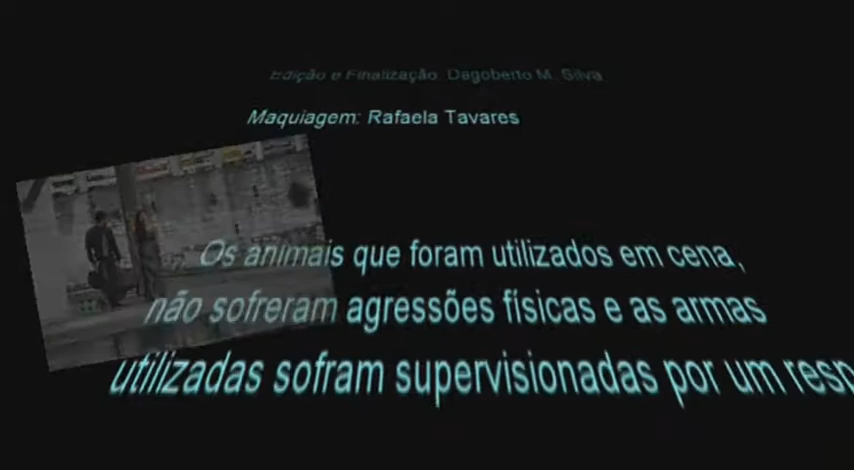 Edição e Finalização: Dagoberto M. Silva
Maquiagem: Rafaela Tavares
Os animais que foram utilizados em cena,
não sofreram agressões físicas e as armas
utilizadas sofram supervisionadas por um resp